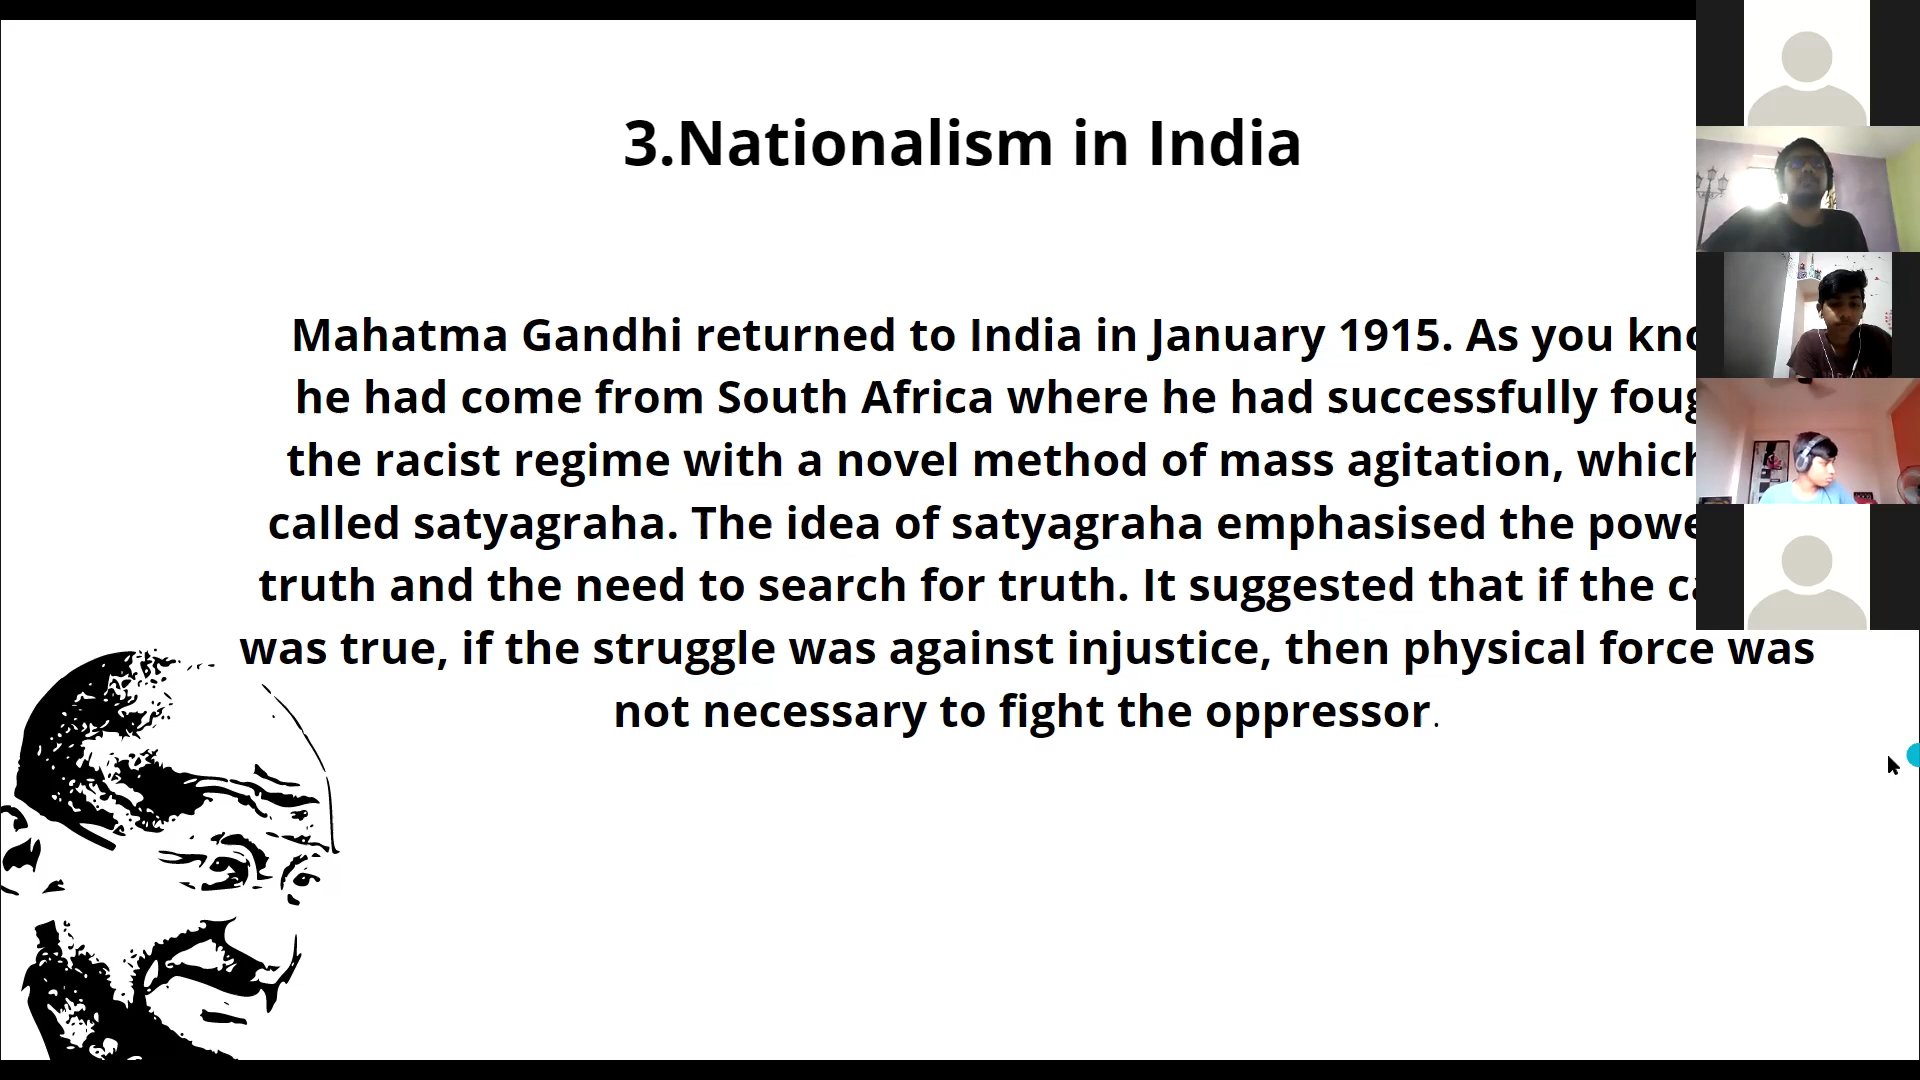 3.Nationalism in India
Mahatma Gandhi returned to India in January 1915. As you
he had come from South Africa where he had successfully
the racist regime with a novel method of mass agitation, which
called satyagraha. The idea of satyagraha emphasised the
truth and the need to search for truth. It suggested that if the
was true, if the struggle was against injustice, then physical force was
not necessary to fight the oppressor.